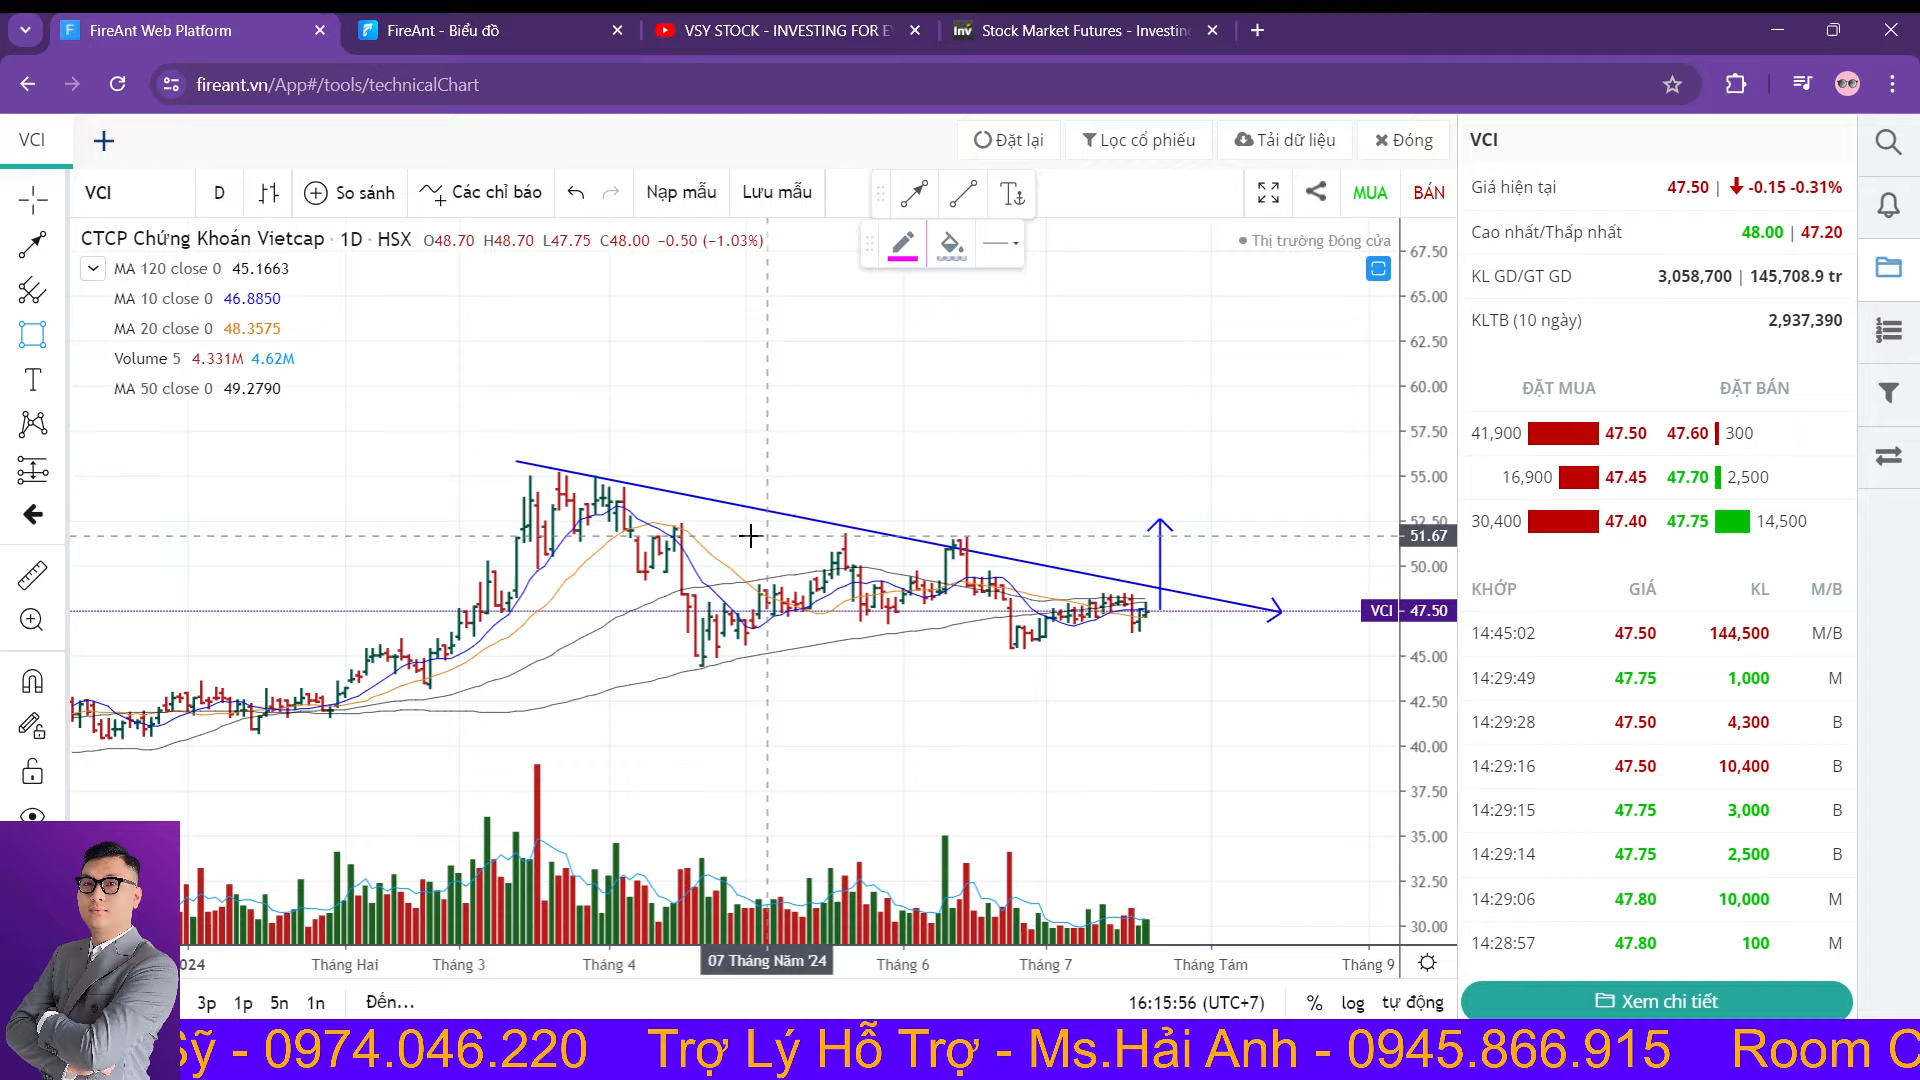 FireAnt Web Platform
FireAnt - Biểu đồ
VSY STOCK - INVESTING FOR E
Stock Market Futures - Investing
fireant.vn/App#/tools/technicalChart
VCI
Đặt lại
Lọc cổ phiếu
Tải dữ liệu
Đóng
VCI
VCI
D
So sánh
Các chỉ báo
Nạp mẫu
Lưu mẫu
MUA
BÁN
CTCP Chứng Khoán Vietcap · 1D · HSX O48.70 H48.70 L47.75 C48.00 −0.50 (−1.03%)
Thị trường Đóng cửa
MA 120 close 0 45.1663
MA 10 close 0 46.8850
MA 20 close 0 48.3575
Volume 5 4.331M 4.62M
MA 50 close 0 49.2790
67.50
65.00
62.50
60.00
57.50
55.00
52.50
51.67
50.00
VCI 47.50
45.00
42.50
40.00
37.50
35.00
32.50
30.00
024
Tháng Hai
Tháng 3
Tháng 4
07 Tháng Năm '24
Tháng 6
Tháng 7
Tháng Tám
Tháng 9
3p 1p 5n 1n
Đến...
16:15:56 (UTC+7)
% log tự động
Giá hiện tại 47.50 | -0.15 -0.31%
Cao nhất/Thấp nhất 48.00 | 47.20
KL GD/GT GD 3,058,700 | 145,708.9 tr
KLTB (10 ngày) 2,937,390
ĐẶT MUA ĐẶT BÁN
41,900 47.50 47.60 300
16,900 47.45 47.70 2,500
30,400 47.40 47.75 14,500
KHỚP GIÁ KL M/B
14:45:02 47.50 144,500 M/B
14:29:49 47.75 1,000 M
14:29:28 47.50 4,300 B
14:29:16 47.50 10,400 B
14:29:15 47.75 3,000 B
14:29:14 47.75 2,500 B
14:29:06 47.80 10,000 M
14:28:57 47.80 100 M
Xem chi tiết
Sỹ - 0974.046.220 Trợ Lý Hỗ Trợ - Ms.Hải Anh - 0945.866.915 Room C